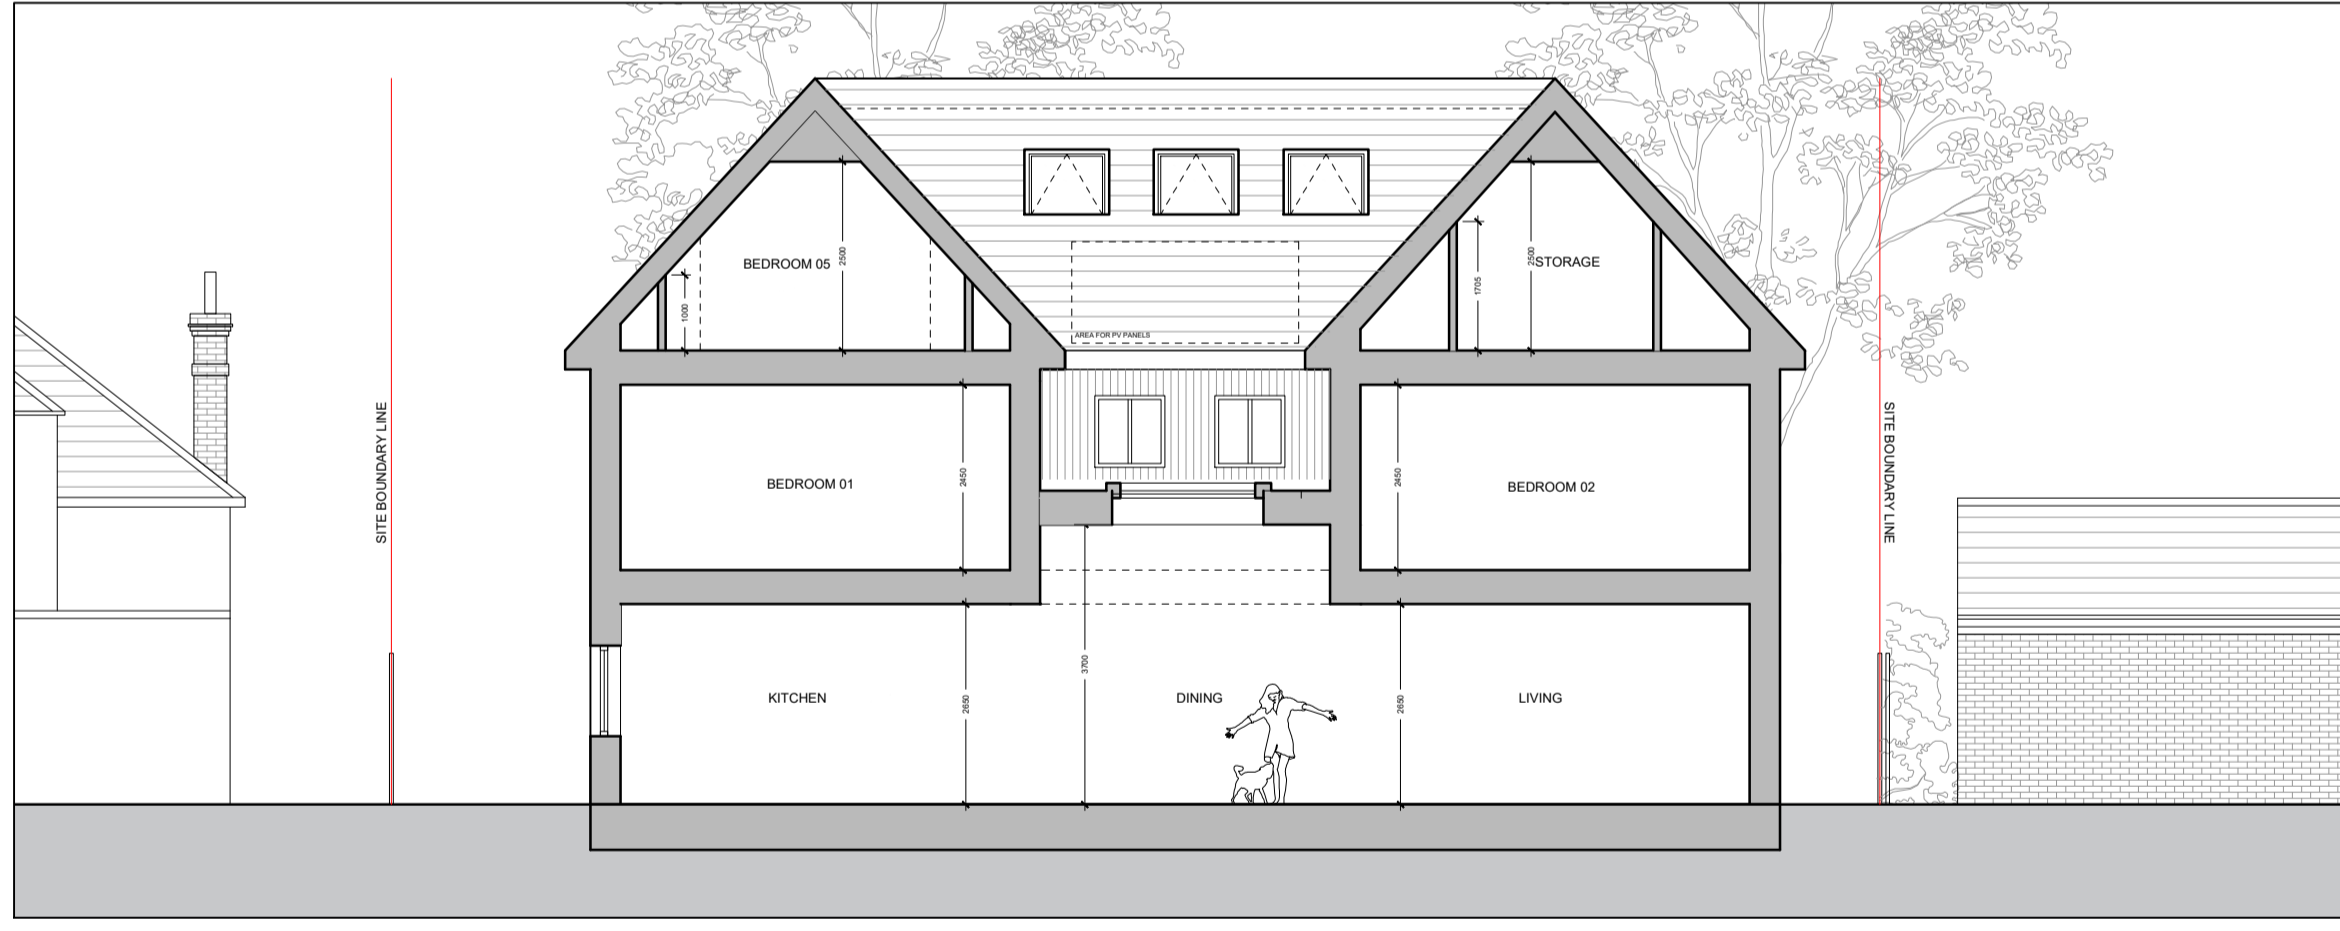 BEDROOM 05
2500
1000
2500
STORAGE
1705
AREA FOR PV PANELS
SITE BOUNDARY LINE
SITE BOUNDARY LINE
BEDROOM 01
2450
2450
BEDROOM 02
KITCHEN
2650
3700
DINING
2650
LIVING